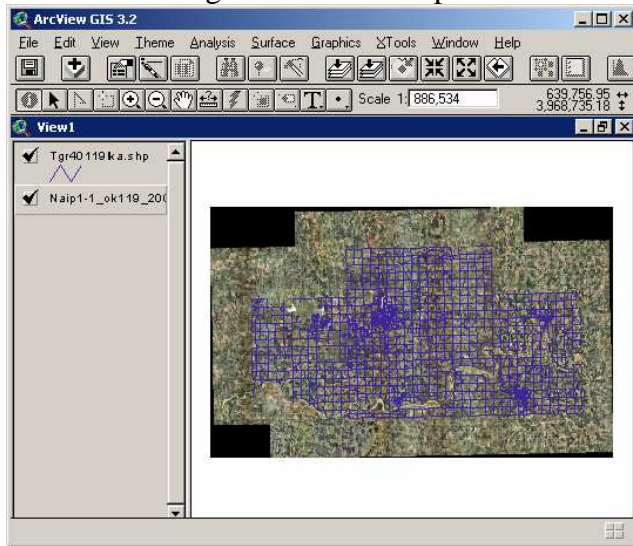 ArcView GIS 3.2
File Edit View Theme Analysis Surface Graphics XTools Window Help
Scale 1: 886,534
639,756.95
3,968,735.18
View1
Tgr40119lka.shp
Naip1-1_ok119_200